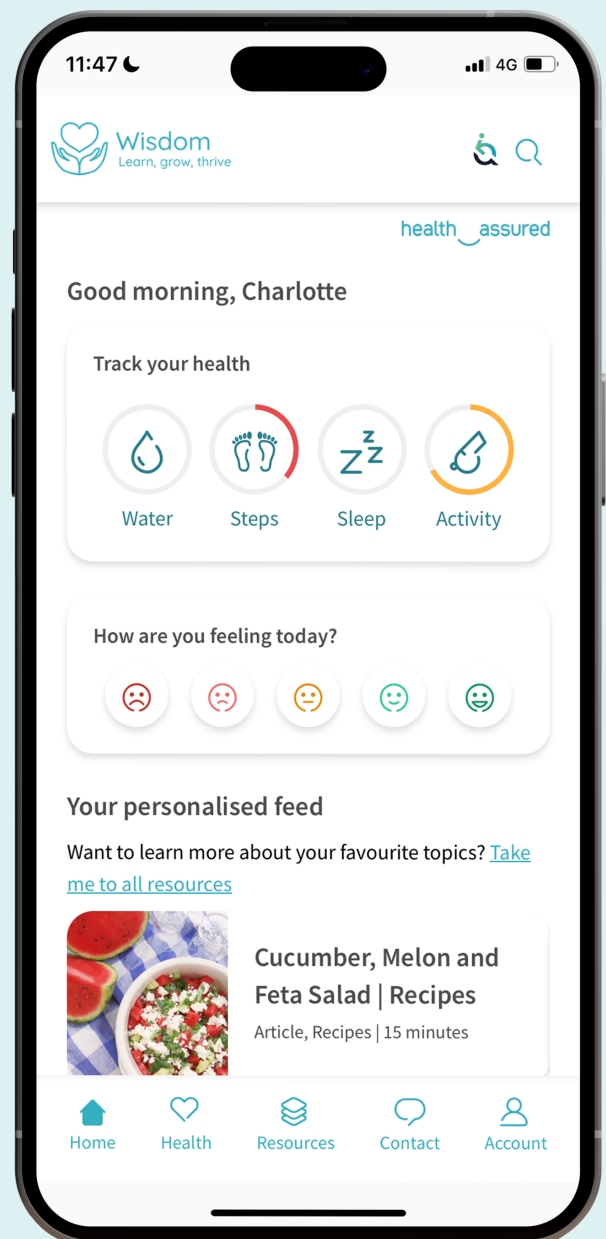 11:47
4G
Wisdom
Learn, grow, thrive
health assured
Good morning, Charlotte
Track your health
Water Steps Sleep Activity
How are you feeling today?
Your personalised feed
Want to learn more about your favourite topics? Take
me to all resources
Cucumber, Melon and
Feta Salad | Recipes
Article, Recipes | 15 minutes
Home Health Resources Contact Account